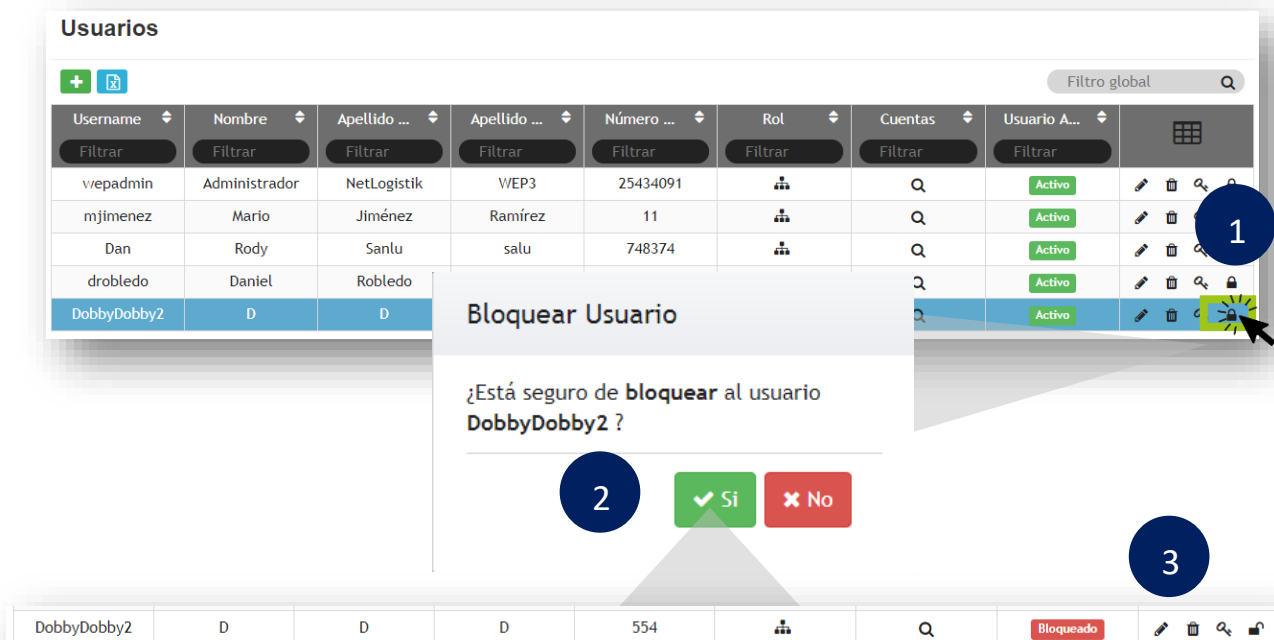 Usuarios
Filtro global
Username Nombre Apellido ... Apellido ... Número ... Rol Cuentas Usuario A...
Filtrar Filtrar Filtrar Filtrar Filtrar Filtrar Filtrar Filtrar
wepadmin Administrador NetLogistik WEP3 25434091 Activo
mjimenez Mario Jiménez Ramírez 11 Activo
1
Dan Rody Sanlu salu 748374 Activo
drobledo Daniel Robledo Activo
DobbyDobby2 D D Activo
Bloquear Usuario
¿Está seguro de bloquear al usuario
DobbyDobby2 ?
2
Si No
3
DobbyDobby2 D D D 554 Bloqueado